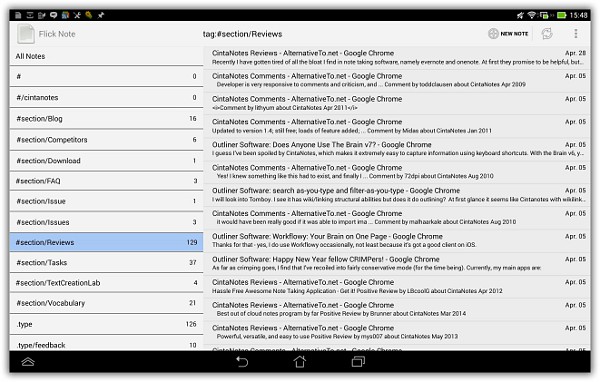 15:48
Flick Note
tag:#section/Reviews
NEW NOTE
All Notes
# 0
#/cintanotes 0
#section/Blog 16
#section/Competitors 6
#section/Download 1
#section/FAQ 3
#section/Issue 1
#section/Issues 3
#section/Reviews 129
#section/Tasks 37
#section/TextCreationLab 4
#section/Vocabulary 21
.type 126
.type/feedback 10
CintaNotes Reviews - AlternativeTo.net - Google Chrome Apr. 28
Recently I have gotten tired of all the bloat I find in note taking software, namely evernote and onenote. At first they promise to be helpful, but...
CintaNotes Comments - AlternativeTo.net - Google Chrome Apr. 05
Developer is very responsive to comments and criticism, and ... Comment by toddclausen about CintaNotes Apr 2009
CintaNotes Comments - AlternativeTo.net - Google Chrome Apr. 05
<i>Comment by lithyum about CintaNotes Apr 2011</i>
CintaNotes Comments - AlternativeTo.net - Google Chrome Apr. 05
Updated to version 1.4; still free; loads of feature added; ... Comment by Midas about CintaNotes Jan 2011
Outliner Software: Does Anyone Use The Brain v7? - Google Chrome Apr. 05
I guess I've been spoiled by CintaNotes, which makes it extremely easy to capture information using keyboard shortcuts. With the Brain v6, y...
CintaNotes Comments - AlternativeTo.net - Google Chrome Apr. 05
Yes! I knew something like this had to exist, and finally I ... Comment by 72dpi about CintaNotes Aug 2010
Outliner Software: search as-you-type and filter-as-you-type - Google Chrome Apr. 05
I will look into Tomboy. I see it has wiki/linking structural abilities but does it do outlining? At first glance it seems like Cintanotes with wikilink...
CintaNotes Comments - AlternativeTo.net - Google Chrome Apr. 05
it would have been really good if it was able to import ima ... Comment by malhaarkale about CintaNotes Aug 2010
Outliner Software: Workflowy: Your Brain on One Page - Google Chrome Apr. 05
Thanks for that - yes, I do use Workflowy occasionally, not least because it's got a good client on iOS.
Outliner Software: Happy New Year fellow CRIMPers! - Google Chrome Apr. 05
As far as crimping goes, I find that I've recoiled into fairly conservative mode (for the time being). Currently, my main apps are:
CintaNotes Reviews - AlternativeTo.net - Google Chrome Apr. 05
Hassle Free Awesome Note Taking Application - Get it! Positive Review by LBcoolG about CintaNotes Apr 2012
CintaNotes Reviews - AlternativeTo.net - Google Chrome Apr. 05
Best out of cloud notes program by far Positive Review by Brunner about CintaNotes Mar 2014
CintaNotes Reviews - AlternativeTo.net - Google Chrome Apr. 05
Powerful, versatile, and easy to use Positive Review by mys007 about CintaNotes May 2013
CintaNotes Comments - AlternativeTo.net - Google Chrome Apr. 05